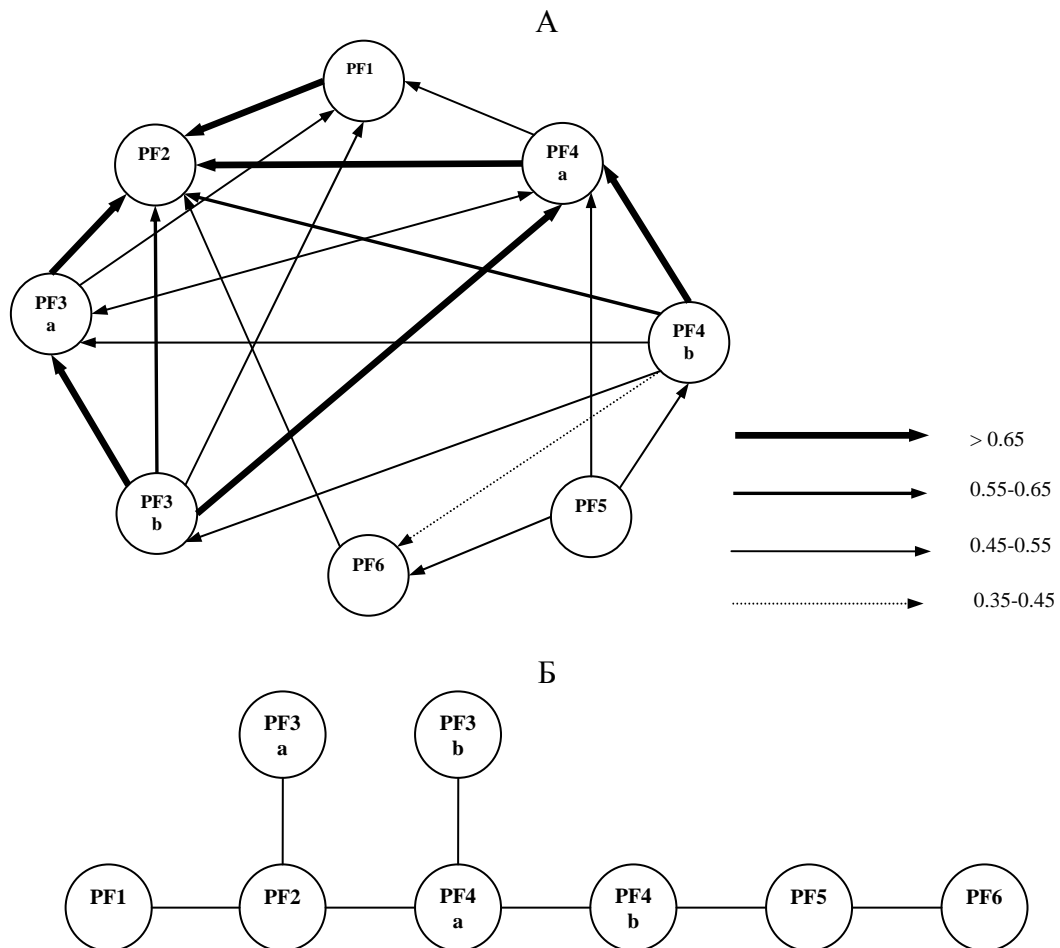 А
PF1
PF2
PF4
a
PF3
a
PF4
b
PF3
b
PF5
PF6
> 0.65
0.55-0.65
0.45-0.55
0.35-0.45
Б
PF3
a
PF3
b
PF1
PF2
PF4
a
PF4
b
PF5
PF6